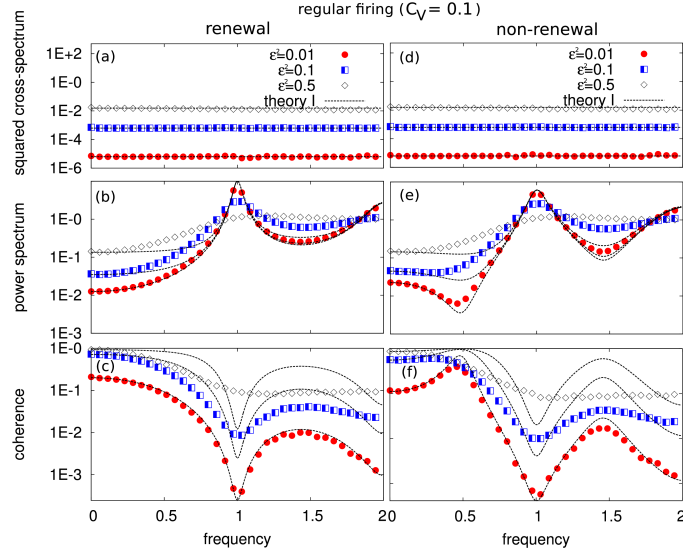 regular firing (C_V = 0.1)
renewal
non-renewal
squared cross-spectrum
1E+2
1E-0
1E-2
1E-4
1E-6
(a)
ε²=0.01
ε²=0.1
ε²=0.5
theory I
(d)
ε²=0.01
ε²=0.1
ε²=0.5
theory I
power spectrum
1E-0
1E-1
1E-2
1E-3
(b)
(e)
coherence
1E-0
1E-1
1E-2
1E-3
(c)
(f)
0 0.5 1 1.5 2 0 0.5 1 1.5 2
frequency
frequency